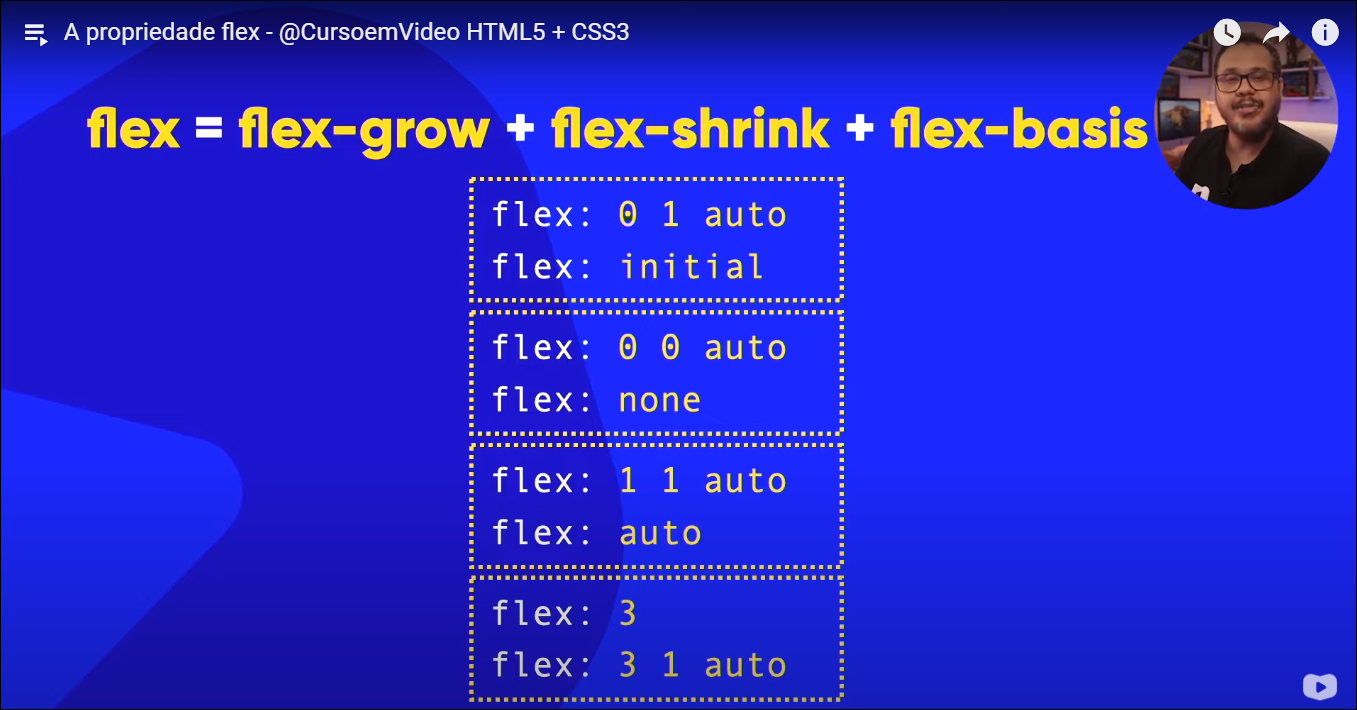 A propriedade flex - @CursoemVideo HTML5 + CSS3
flex = flex-grow + flex-shrink + flex-basis
flex: 0 1 auto
flex: initial
flex: 0 0 auto
flex: none
flex: 1 1 auto
flex: auto
flex: 3
flex: 3 1 auto